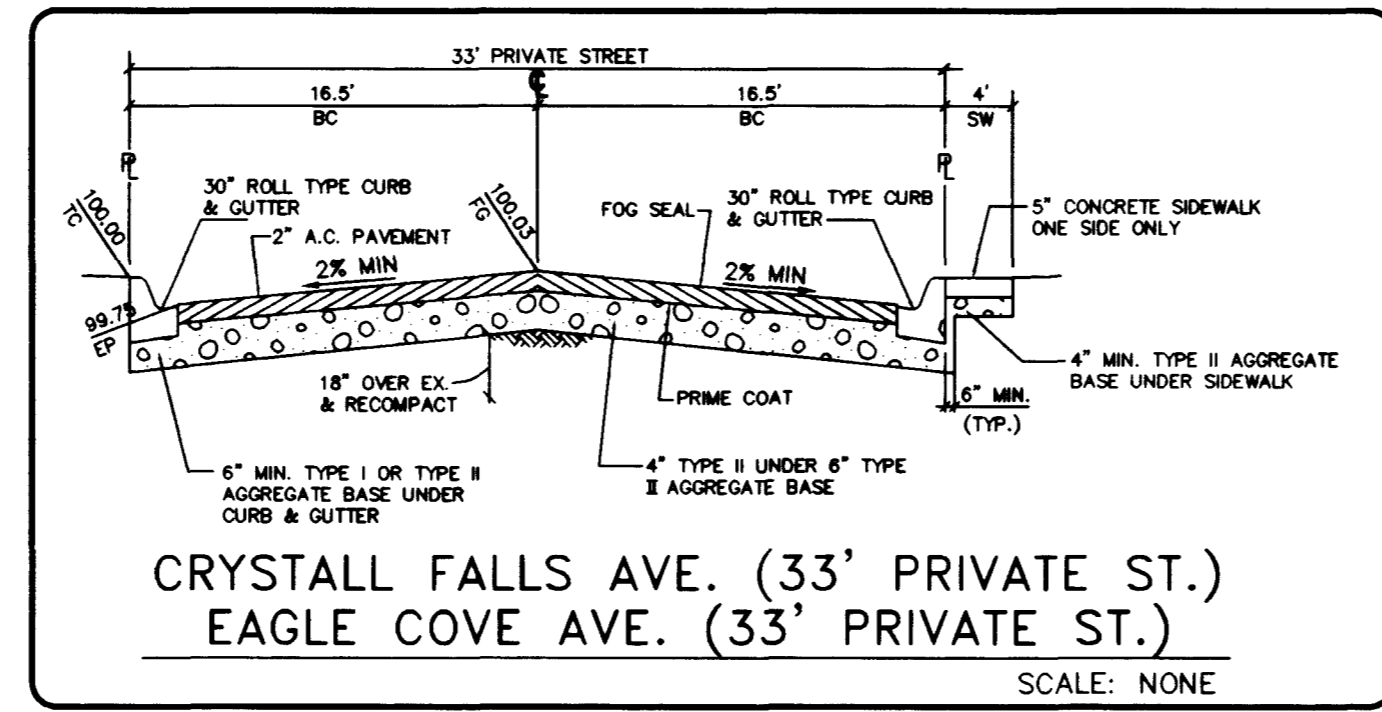 33' PRIVATE STREET
℄
16.5'
BC
16.5'
BC
4'
SW
PL
PL
100.00
TC
30" ROLL TYPE CURB
& GUTTER
2" A.C. PAVEMENT
2% MIN
100.03
FG
FOG SEAL
30" ROLL TYPE CURB
& GUTTER
2% MIN
5" CONCRETE SIDEWALK
ONE SIDE ONLY
99.75
EP
18" OVER EX.
& RECOMPACT
PRIME COAT
4" MIN. TYPE II AGGREGATE
BASE UNDER SIDEWALK
6" MIN.
(TYP.)
6" MIN. TYPE I OR TYPE II
AGGREGATE BASE UNDER
CURB & GUTTER
4" TYPE II UNDER 6" TYPE
II AGGREGATE BASE
CRYSTALL FALLS AVE. (33' PRIVATE ST.)
EAGLE COVE AVE. (33' PRIVATE ST.)
SCALE: NONE